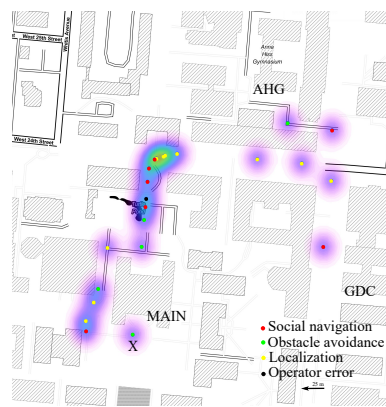 West 25th Street
Wichita Avenue
Anna
Hiss
Gymnasium
AHG
West 24th Street
GDC
MAIN
X
Social navigation
Obstacle avoidance
Localization
Operator error
25 m